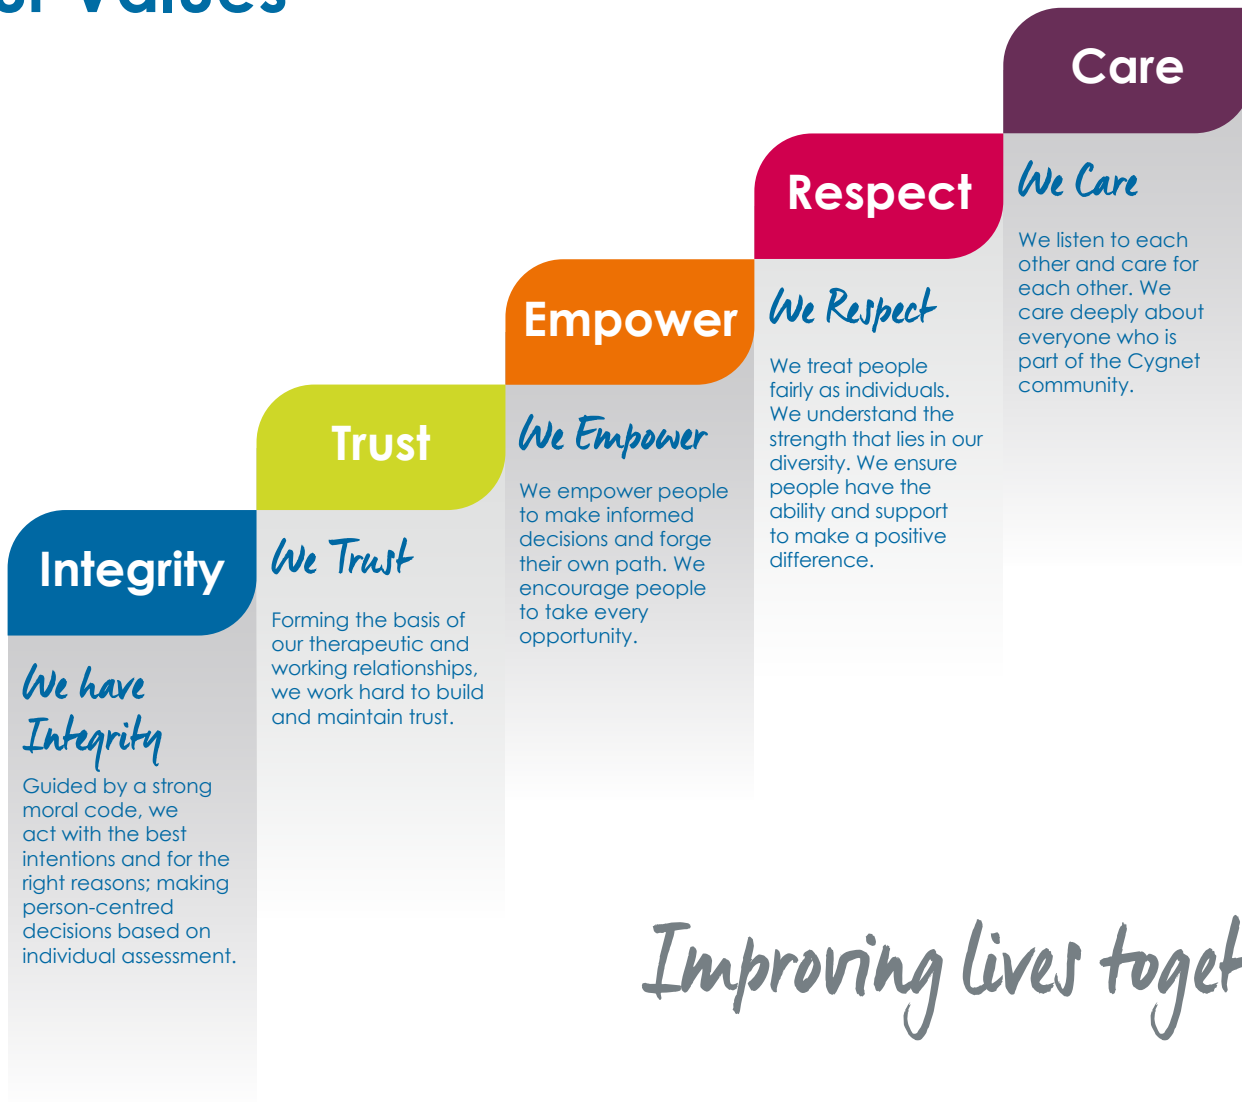 ur Values
Integrity
We have
Integrity
Guided by a strong
moral code, we
act with the best
intentions and for the
right reasons; making
person-centred
decisions based on
individual assessment.
Trust
We Trust
Forming the basis of
our therapeutic and
working relationships,
we work hard to build
and maintain trust.
Empower
We Empower
We empower people
to make informed
decisions and forge
their own path. We
encourage people
to take every
opportunity.
Respect
We Respect
We treat people
fairly as individuals.
We understand the
strength that lies in our
diversity. We ensure
people have the
ability and support
to make a positive
difference.
Care
We Care
We listen to each
other and care for
each other. We
care deeply about
everyone who is
part of the Cygnet
community.
Improving lives toget